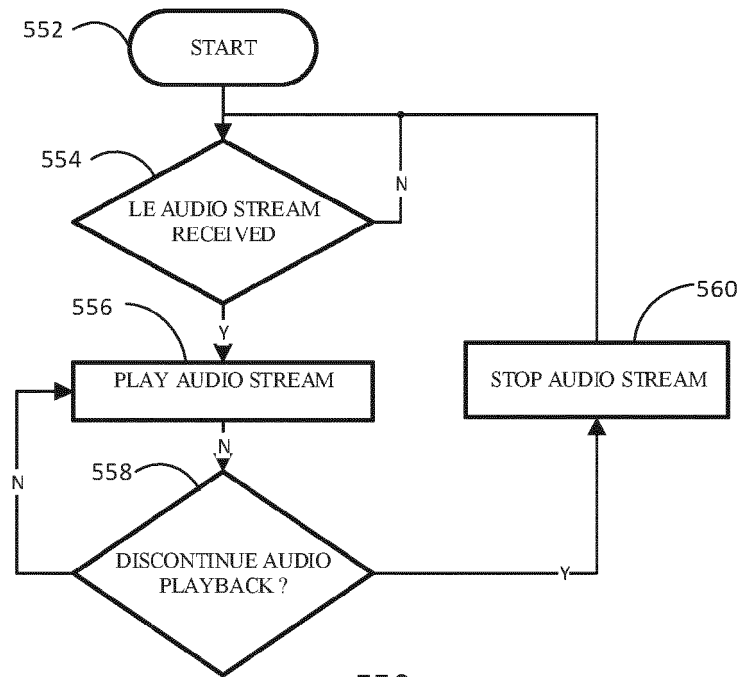 552
START
554
N
LE AUDIO STREAM
RECEIVED
556
Y
560
PLAY AUDIO STREAM
STOP AUDIO STREAM
N
558
N
DISCONTINUE AUDIO
PLAYBACK ?
Y